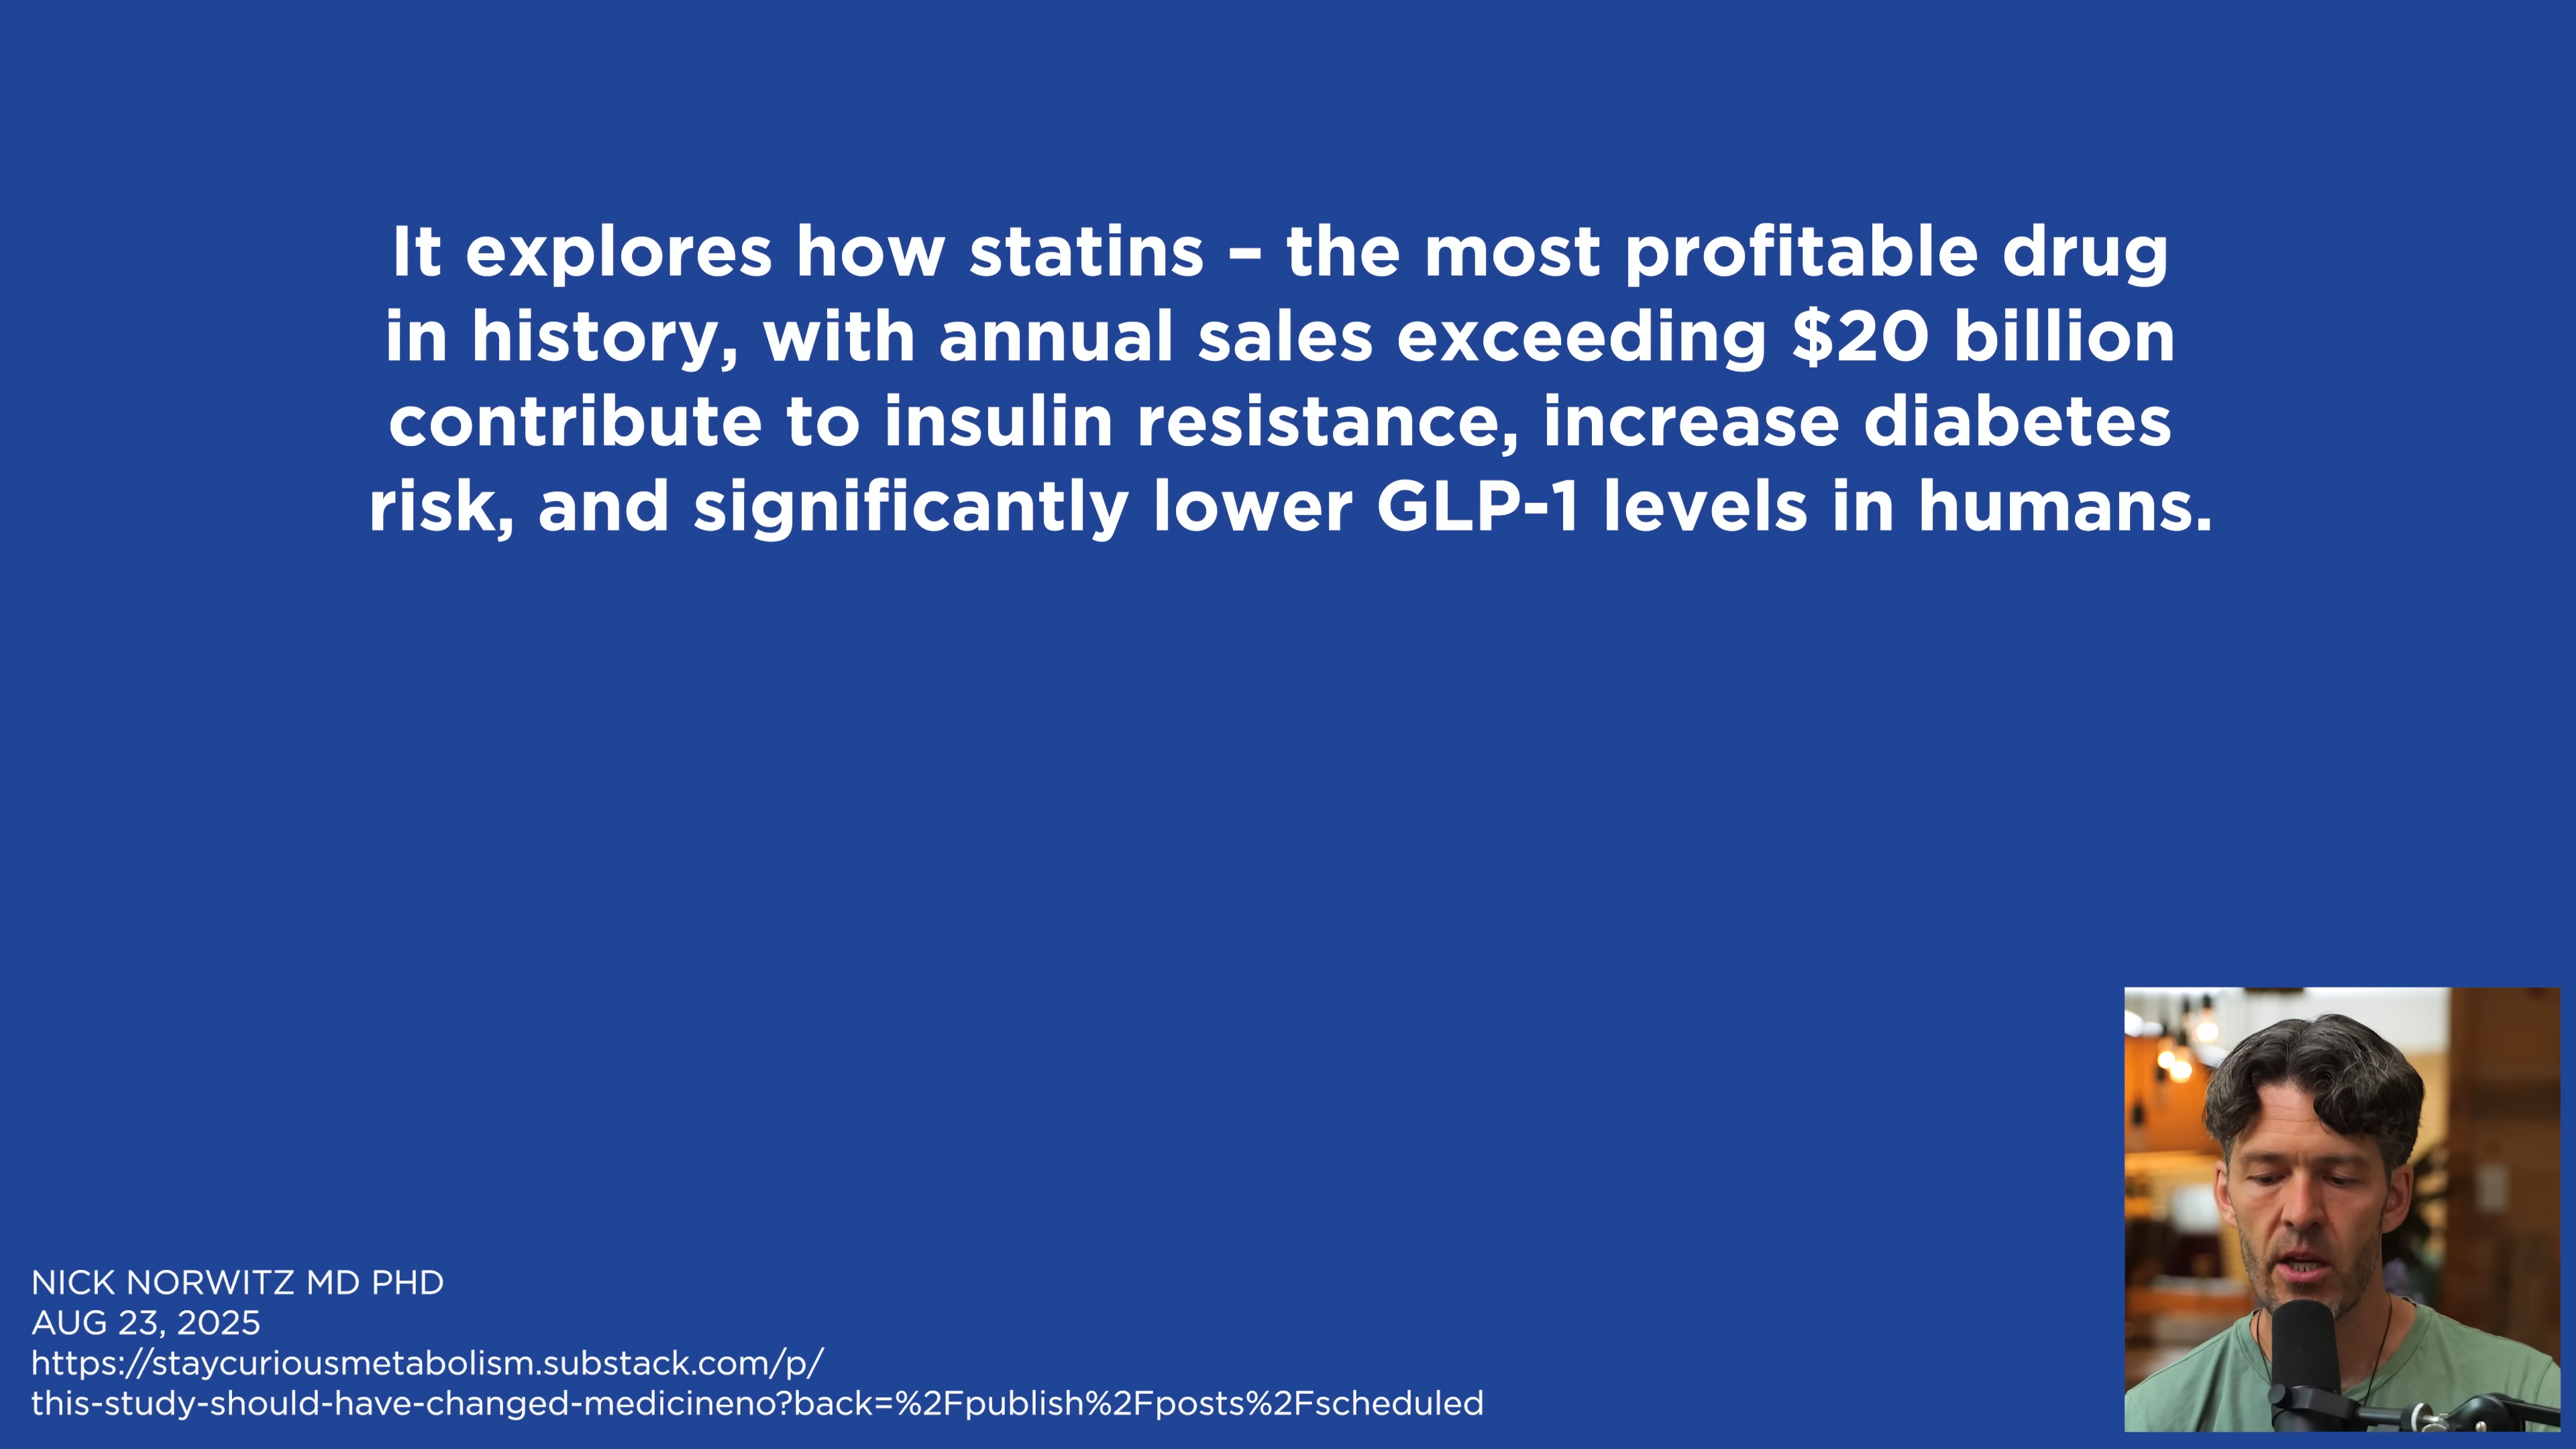 It explores how statins – the most profitable drug
in history, with annual sales exceeding $20 billion
contribute to insulin resistance, increase diabetes
risk, and significantly lower GLP-1 levels in humans.
NICK NORWITZ MD PHD
AUG 23, 2025
https://staycuriousmetabolism.substack.com/p/
this-study-should-have-changed-medicineno?back=%2Fpublish%2Fposts%2Fscheduled